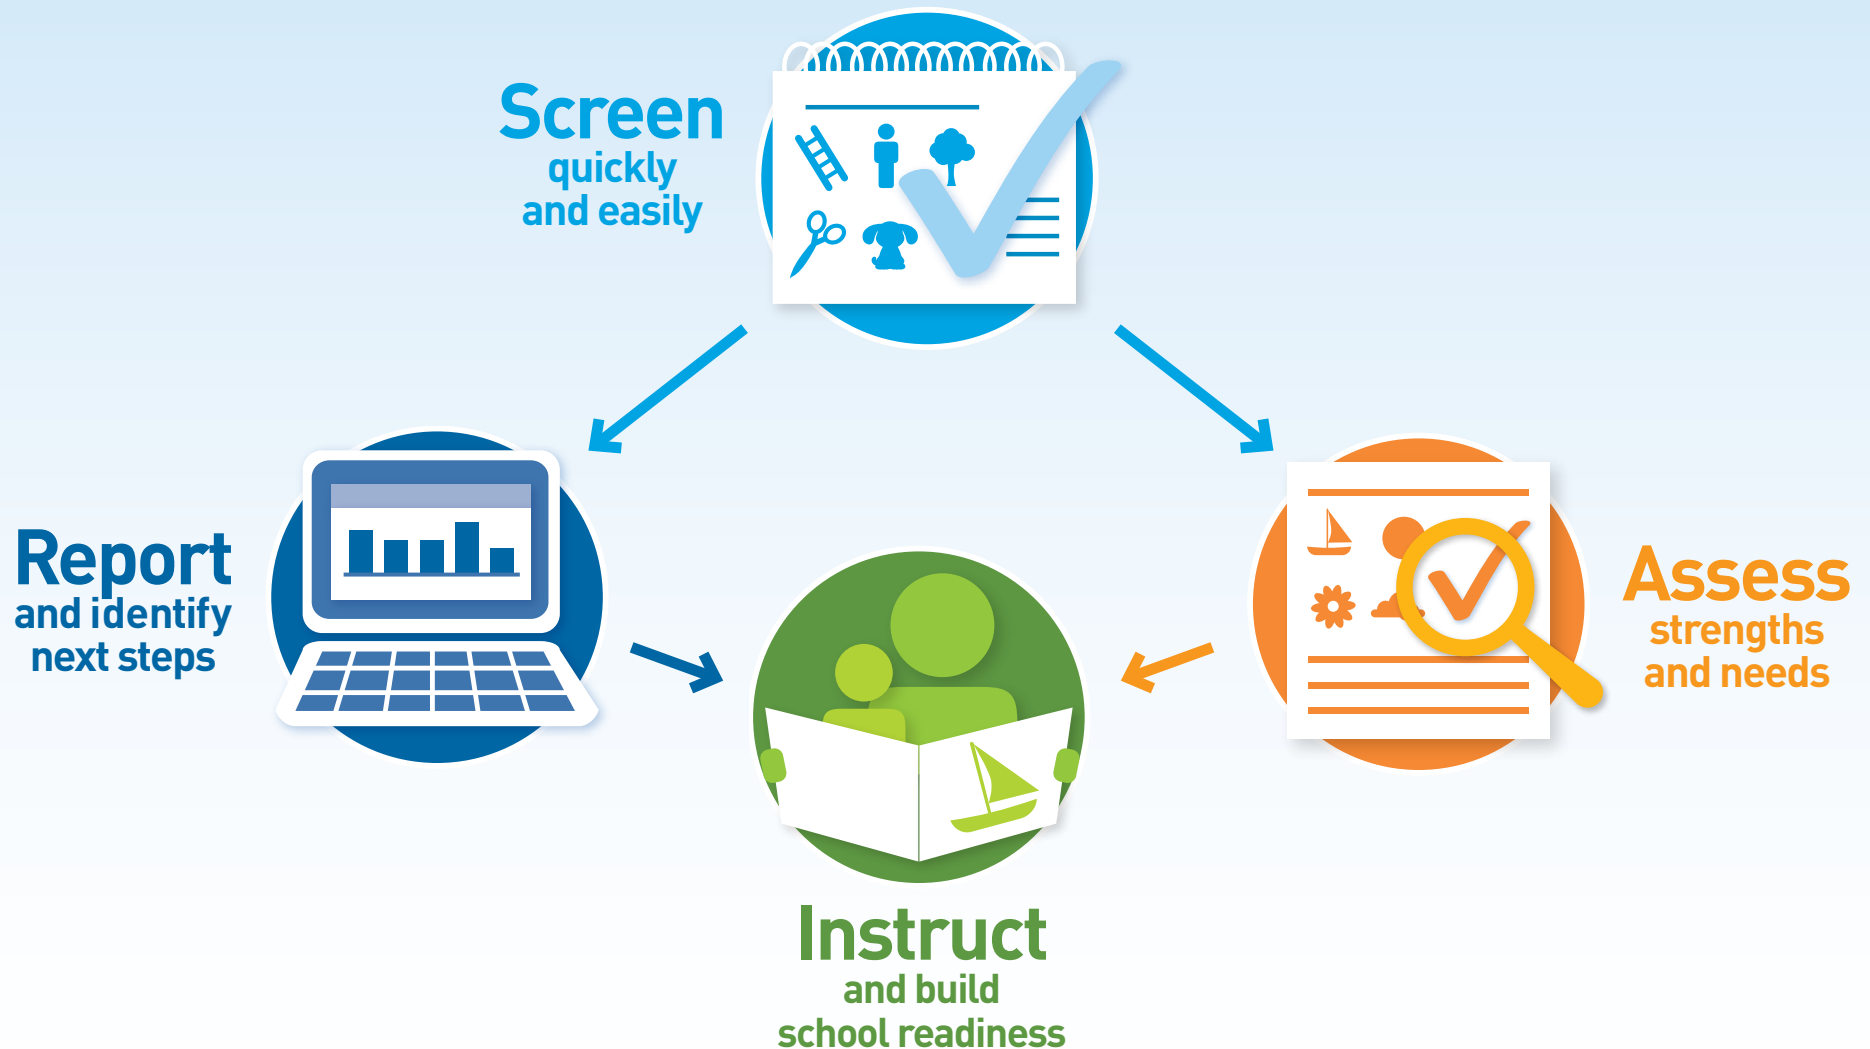 Screen
quickly
and easily
Report
and identify
next steps
Assess
strengths
and needs
Instruct
and build
school readiness